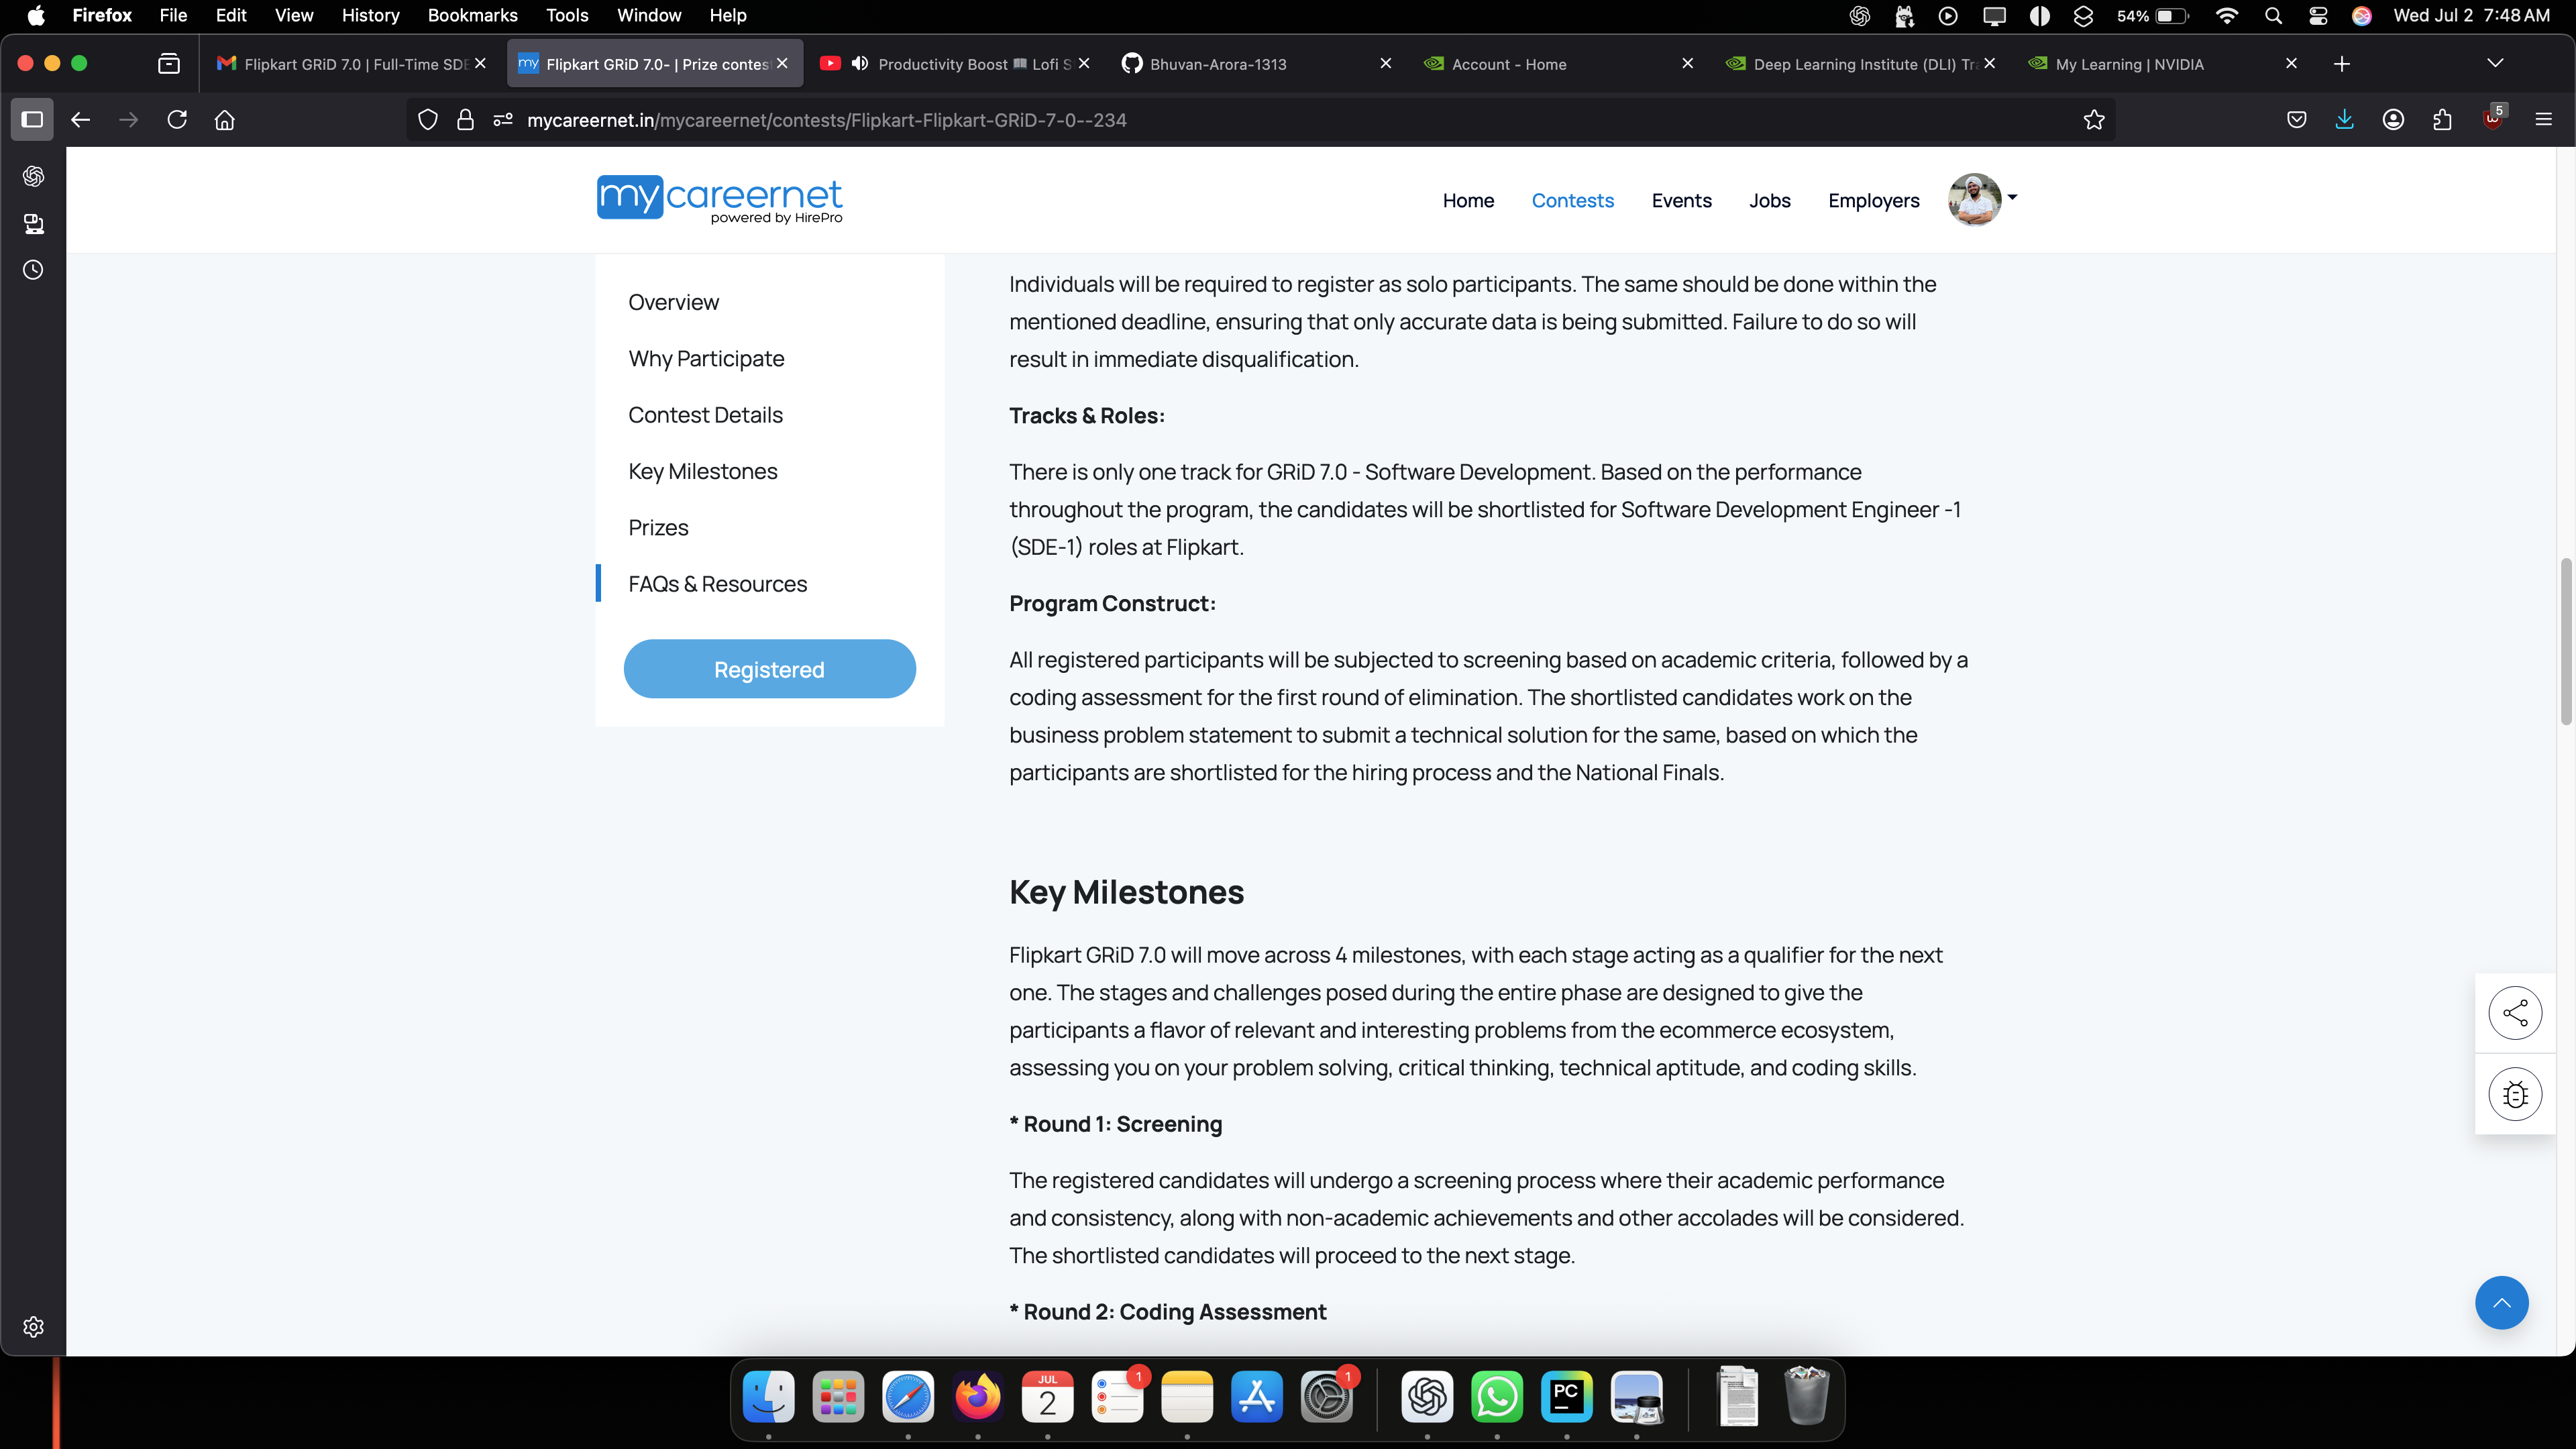 Firefox File Edit View History Bookmarks Tools Window Help
54%
Wed Jul 2 7:48 AM
Flipkart GRiD 7.0 | Full-Time SDE
my Flipkart GRiD 7.0- | Prize contes
Productivity Boost Lofi S
Bhuvan-Arora-1313
Account - Home
Deep Learning Institute (DLI) Tr
My Learning | NVIDIA
mycareernet.in/mycareernet/contests/Flipkart-Flipkart-GRiD-7-0--234
5
mycareernet
powered by HirePro
Home Contests Events Jobs Employers
Overview
Why Participate
Contest Details
Key Milestones
Prizes
FAQs & Resources
Registered
Individuals will be required to register as solo participants. The same should be done within the
mentioned deadline, ensuring that only accurate data is being submitted. Failure to do so will
result in immediate disqualification.
Tracks & Roles:
There is only one track for GRiD 7.0 - Software Development. Based on the performance
throughout the program, the candidates will be shortlisted for Software Development Engineer -1
(SDE-1) roles at Flipkart.
Program Construct:
All registered participants will be subjected to screening based on academic criteria, followed by a
coding assessment for the first round of elimination. The shortlisted candidates work on the
business problem statement to submit a technical solution for the same, based on which the
participants are shortlisted for the hiring process and the National Finals.
Key Milestones
Flipkart GRiD 7.0 will move across 4 milestones, with each stage acting as a qualifier for the next
one. The stages and challenges posed during the entire phase are designed to give the
participants a flavor of relevant and interesting problems from the ecommerce ecosystem,
assessing you on your problem solving, critical thinking, technical aptitude, and coding skills.
* Round 1: Screening
The registered candidates will undergo a screening process where their academic performance
and consistency, along with non-academic achievements and other accolades will be considered.
The shortlisted candidates will proceed to the next stage.
* Round 2: Coding Assessment
JUL
2
1
1
PC